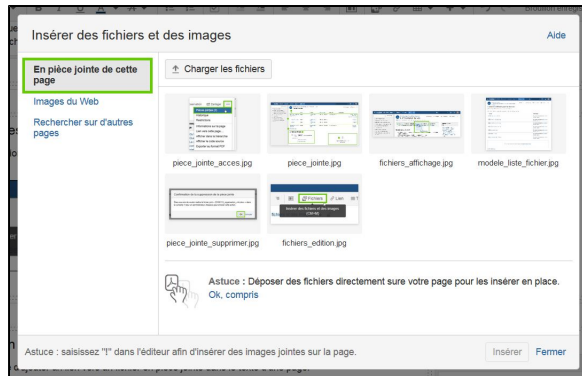 Insérer des fichiers et des images
Aide
En pièce jointe de cette
page
Images du Web
Rechercher sur d'autres
pages
Charger les fichiers
piece_jointe_acces.jpg
piece_jointe.jpg
fichiers_affichage.jpg
modele_liste_fichier.jpg
Fichiers
Lien
piece_jointe_supprimer.jpg
fichiers_edition.jpg
Astuce : Déposer des fichiers directement sure votre page pour les insérer en place.
Ok, compris
Astuce : saisissez "!" dans l'éditeur afin d'insérer des images jointes sur la page.
Insérer
Fermer